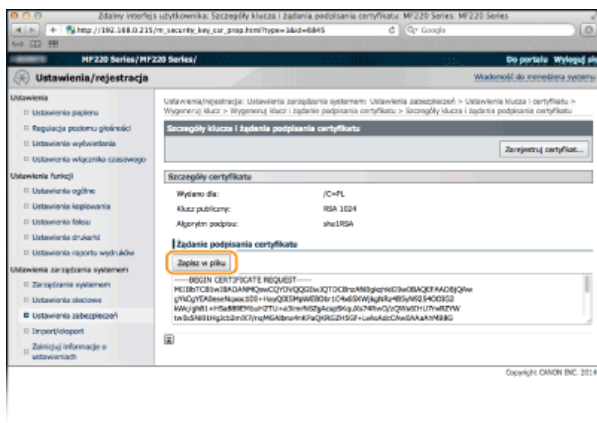 Zdalny interfejs użytkownika: Szczegóły klucza i żądania podpisania certyfikatu: MF220 Series: MF220 Series
http://192.168.0.215/m_security_key_csr_prop.html?type=16&id=6845
Google
MF220 Series/MF220 Series/
Do portalu Wyloguj się
Ustawienia/rejestracja
Wiadomość do menedżera systemu
Ustawienia
Ustawienia papieru
Regulacja poziomu głośności
Ustawienia wyświetlania
Ustawienia włącznika czasowego
Ustawienia funkcji
Ustawienia ogólne
Ustawienia kopiowania
Ustawienia faksu
Ustawienia drukarki
Ustawienia raportu wydruków
Ustawienia zarządzania systemem
Zarządzanie systemem
Ustawienia sieciowe
Ustawienia zabezpieczeń
Import/eksport
Zainicjuj informacje o
ustawieniach
Ustawienia/rejestracja: Ustawienia zarządzania systemem: Ustawienia zabezpieczeń > Ustawienia klucza i certyfikatu >
Wygeneruj klucz > Wygeneruj klucz i żądanie podpisania certyfikatu > Szczegóły klucza i żądania podpisania certyfikatu
Szczegóły klucza i żądania podpisania certyfikatu
Zarejestruj certyfikat...
Szczegóły certyfikatu
Wydano dla: /C=PL
Klucz publiczny: RSA 1024
Algorytm podpisu: sha1RSA
Żądanie podpisania certyfikatu
Zapisz w pliku
-----BEGIN CERTIFICATE REQUEST-----
Copyright CANON INC. 2014